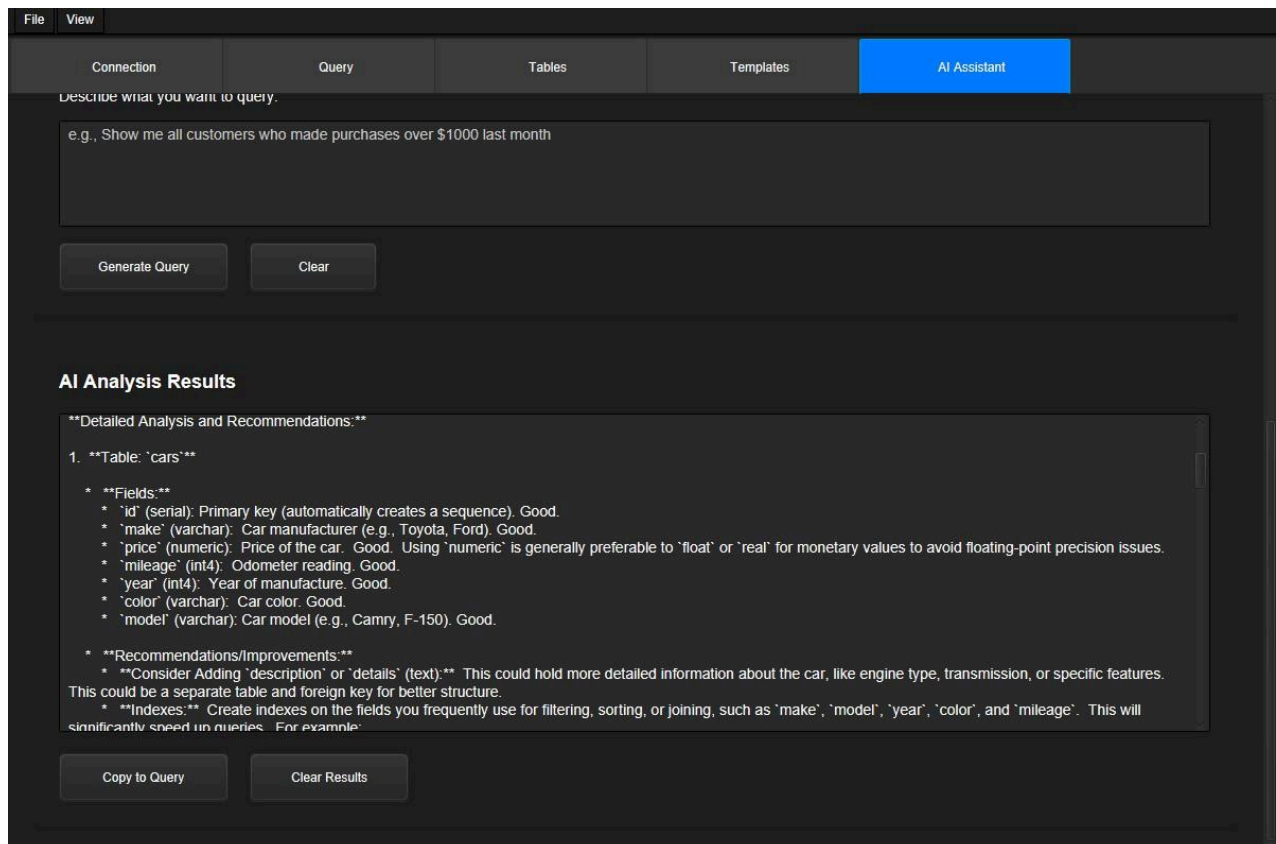 File View
Connection Query Tables Templates AI Assistant
Describe what you want to query:
e.g., Show me all customers who made purchases over $1000 last month
Generate Query Clear
AI Analysis Results
**Detailed Analysis and Recommendations:**
1. **Table: `cars`**
* **Fields:**
* `id` (serial): Primary key (automatically creates a sequence). Good.
* `make` (varchar): Car manufacturer (e.g., Toyota, Ford). Good.
* `price` (numeric): Price of the car. Good. Using `numeric` is generally preferable to `float` or `real` for monetary values to avoid floating-point precision issues.
* `mileage` (int4): Odometer reading. Good.
* `year` (int4): Year of manufacture. Good.
* `color` (varchar): Car color. Good.
* `model` (varchar): Car model (e.g., Camry, F-150). Good.
* **Recommendations/Improvements:**
* **Consider Adding `description` or `details` (text):** This could hold more detailed information about the car, like engine type, transmission, or specific features.
This could be a separate table and foreign key for better structure.
* **Indexes:** Create indexes on the fields you frequently use for filtering, sorting, or joining, such as `make`, `model`, `year`, `color`, and `mileage`. This will
significantly speed up queries. For example:
Copy to Query Clear Results